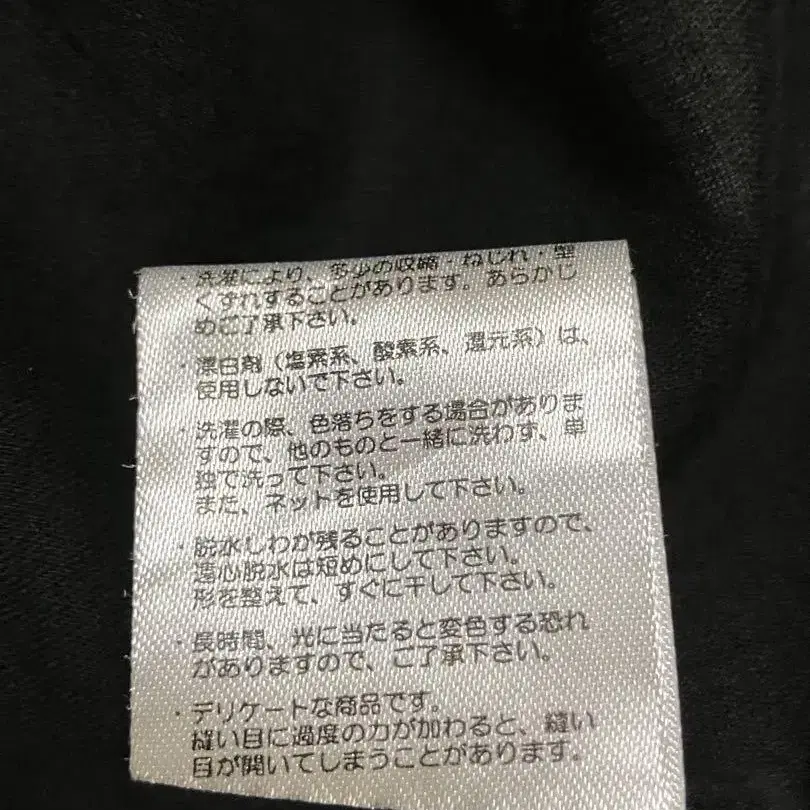 ・洗濯により、多少の収縮・ねじれ・型
くずれすることがあります。あらかじ
めご了承下さい。
・漂白剤（塩素系、酸素系、還元系）は、
使用しないで下さい。
・洗濯の際、色落ちをする場合がありま
すので、他のものと一緒に洗わず、単
独で洗って下さい。
また、ネットを使用して下さい。
・脱水しわが残ることがありますので、
遠心脱水は短めにして下さい。
形を整えて、すぐに干して下さい。
・長時間、光に当たると変色する恐れ
がありますので、ご了承下さい。
・デリケートな商品です。
縫い目に過度の力が加わると、縫い
目が開いてしまうことがあります。